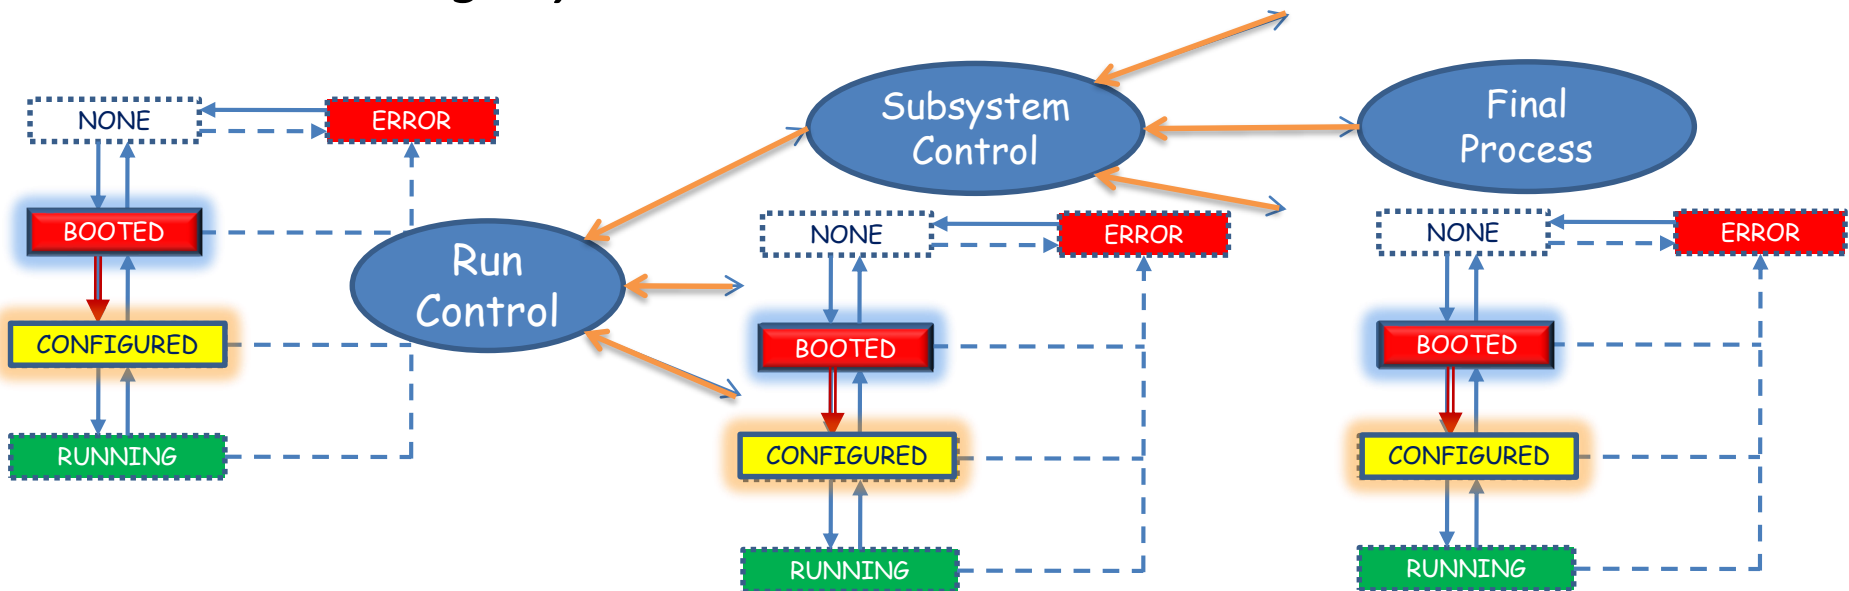 NONE
ERROR
BOOTED
CONFIGURED
RUNNING
Run
Control
Subsystem
Control
NONE
ERROR
BOOTED
CONFIGURED
RUNNING
Final
Process
NONE
ERROR
BOOTED
CONFIGURED
RUNNING